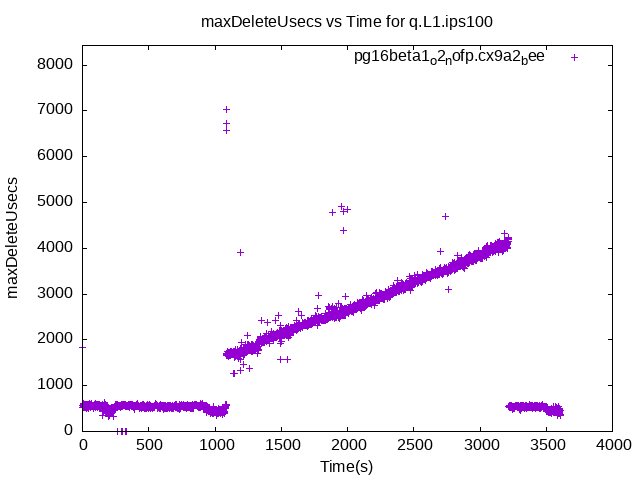 maxDeleteUsecs vs Time for q.L1.ips100
pg16beta1ₒ2ₙofp.cx9a2_bee
8000
7000
6000
5000
4000
3000
2000
1000
0
maxDeleteUsecs
0 500 1000 1500 2000 2500 3000 3500 4000
Time(s)